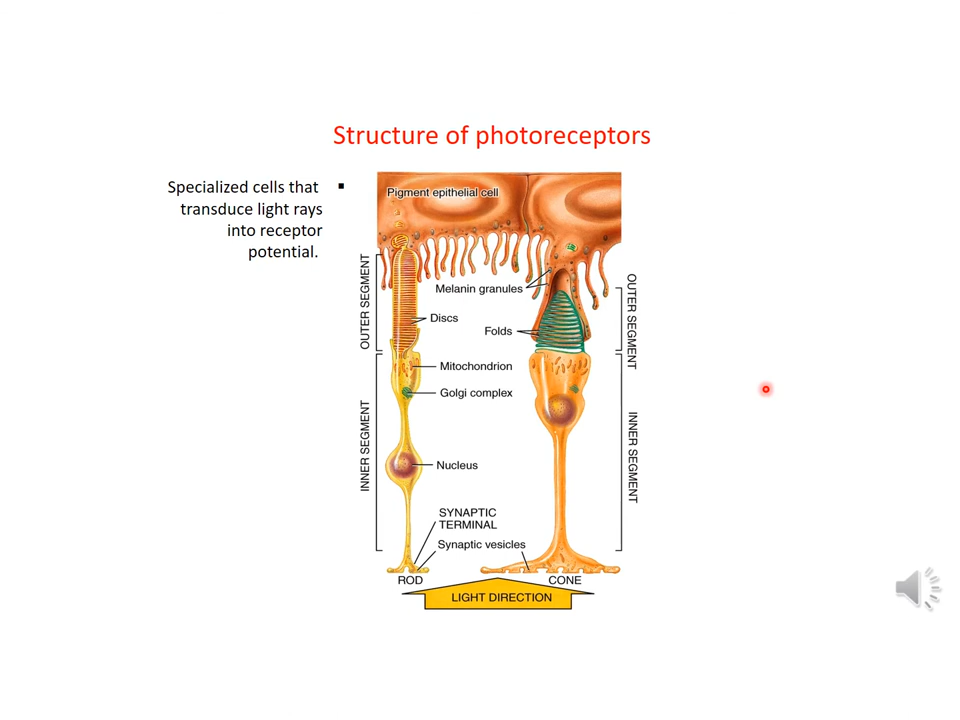 Structure of photoreceptors
▪ Specialized cells that
transduce light rays
into receptor
potential.
Pigment epithelial cell
OUTER SEGMENT
Melanin granules
OUTER SEGMENT
Discs
Folds
Mitochondrion
Golgi complex
INNER SEGMENT
INNER SEGMENT
Nucleus
SYNAPTIC
TERMINAL
Synaptic vesicles
ROD
CONE
LIGHT DIRECTION